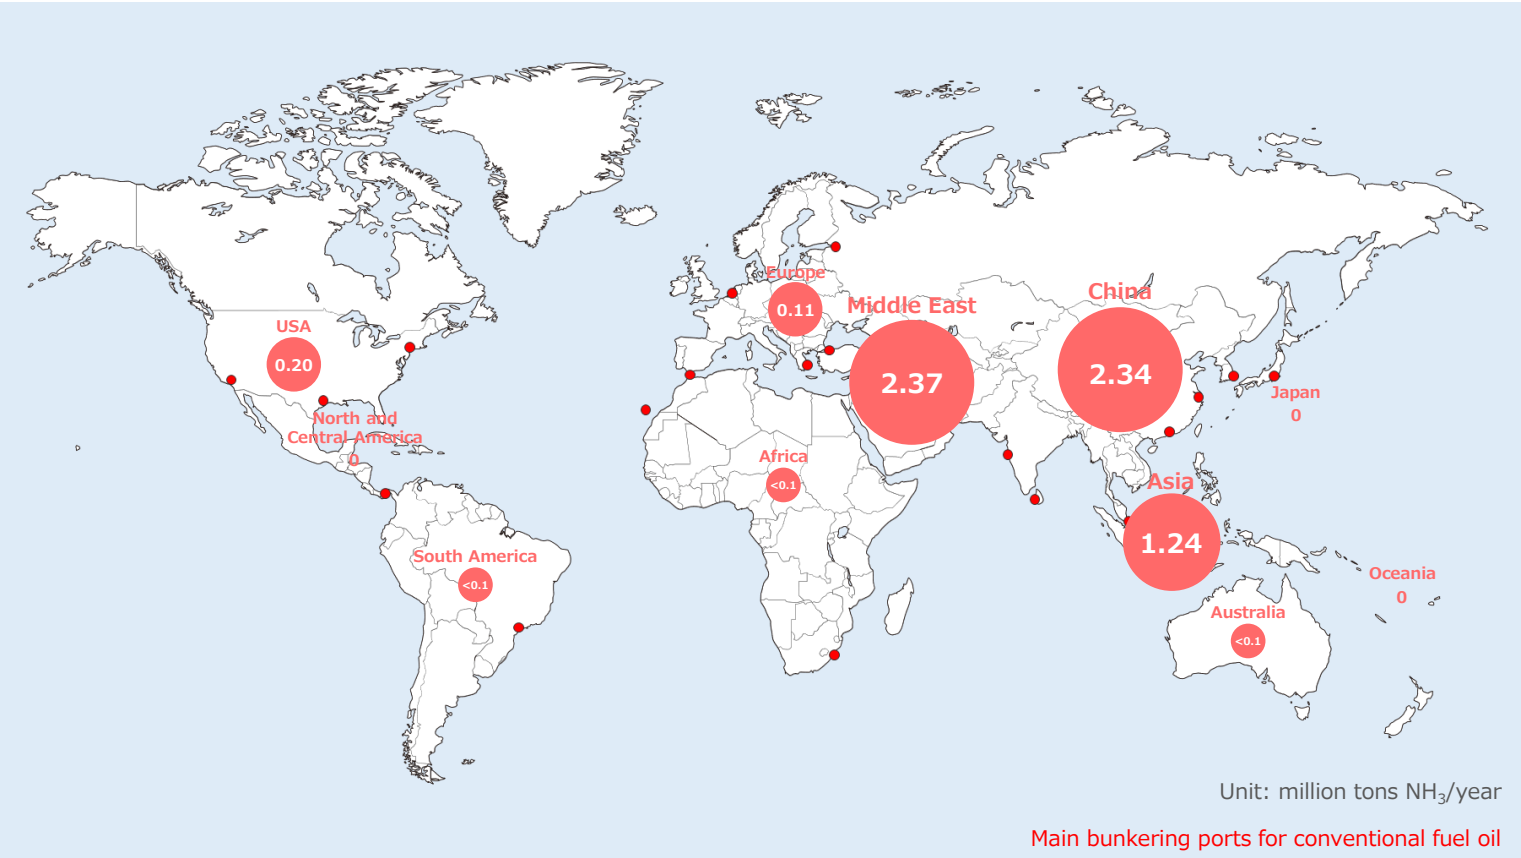 Europe
0.11
Middle East
2.37
China
2.34
USA
0.20
North and
Central America
0
Japan
0
Africa
<0.1
Asia
1.24
South America
<0.1
Oceania
0
Australia
<0.1
Unit: million tons NH₃/year
Main bunkering ports for conventional fuel oil